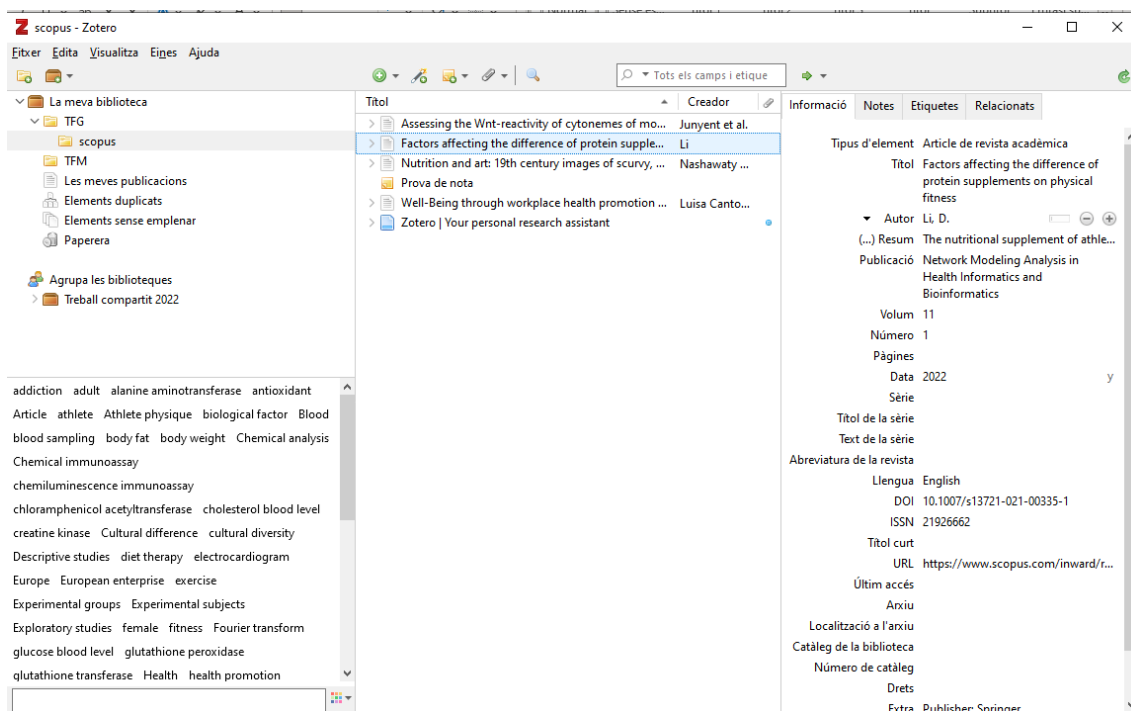 scopus - Zotero
Fitxer Edita Visualitza Eines Ajuda
Tots els camps i etique
La meva biblioteca
TFG
scopus
TFM
Les meves publicacions
Elements duplicats
Elements sense emplenar
Paperera
Agrupa les biblioteques
Treball compartit 2022
addiction adult alanine aminotransferase antioxidant
Article athlete Athlete physique biological factor Blood
blood sampling body fat body weight Chemical analysis
Chemical immunoassay
chemiluminescence immunoassay
chloramphenicol acetyltransferase cholesterol blood level
creatine kinase Cultural difference cultural diversity
Descriptive studies diet therapy electrocardiogram
Europe European enterprise exercise
Experimental groups Experimental subjects
Exploratory studies female fitness Fourier transform
glucose blood level glutathione peroxidase
glutathione transferase Health health promotion
Títol Creador
Assessing the Wnt-reactivity of cytonemes of mo... Junyent et al.
Factors affecting the difference of protein supple... Li
Nutrition and art: 19th century images of scurvy, ... Nashawaty ...
Prova de nota
Well-Being through workplace health promotion ... Luisa Canto...
Zotero | Your personal research assistant
Informació Notes Etiquetes Relacionats
Tipus d'element Article de revista acadèmica
Títol Factors affecting the difference of
protein supplements on physical
fitness
Autor Li, D.
(...) Resum The nutritional supplement of athle...
Publicació Network Modeling Analysis in
Health Informatics and
Bioinformatics
Volum 11
Número 1
Pàgines
Data 2022 y
Sèrie
Títol de la sèrie
Text de la sèrie
Abreviatura de la revista
Llengua English
DOI 10.1007/s13721-021-00335-1
ISSN 21926662
Títol curt
URL https://www.scopus.com/inward/r...
Últim accés
Arxiu
Localització a l'arxiu
Catàleg de la biblioteca
Número de catàleg
Drets
Extra Publisher: Springer